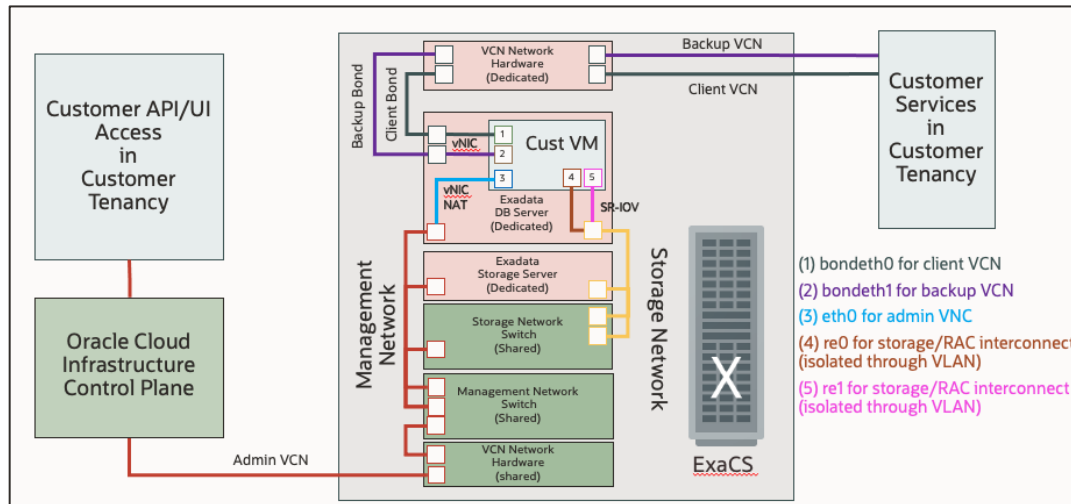 Customer API/UI
Access
in
Customer
Tenancy
Oracle Cloud
Infrastructure
Control Plane
Admin VCN
Backup Bond
Client Bond
VCN Network
Hardware
(Dedicated)
Backup VCN
Client VCN
vNIC
1
2
3
4
5
Cust VM
vNIC
NAT
Exadata
DB Server
(Dedicated)
SR-IOV
Exadata
Storage Server
(Dedicated)
Storage Network
Switch
(Shared)
Management Network
Switch
(Shared)
VCN Network
Hardware
(shared)
Management
Network
Storage Network
X
ExaCS
Customer
Services in
Customer
Tenancy
(1) bondeth0 for client VCN
(2) bondeth1 for backup VCN
(3) eth0 for admin VNC
(4) re0 for storage/RAC interconnect
(isolated through VLAN)
(5) re1 for storage/RAC interconnect
(isolated through VLAN)